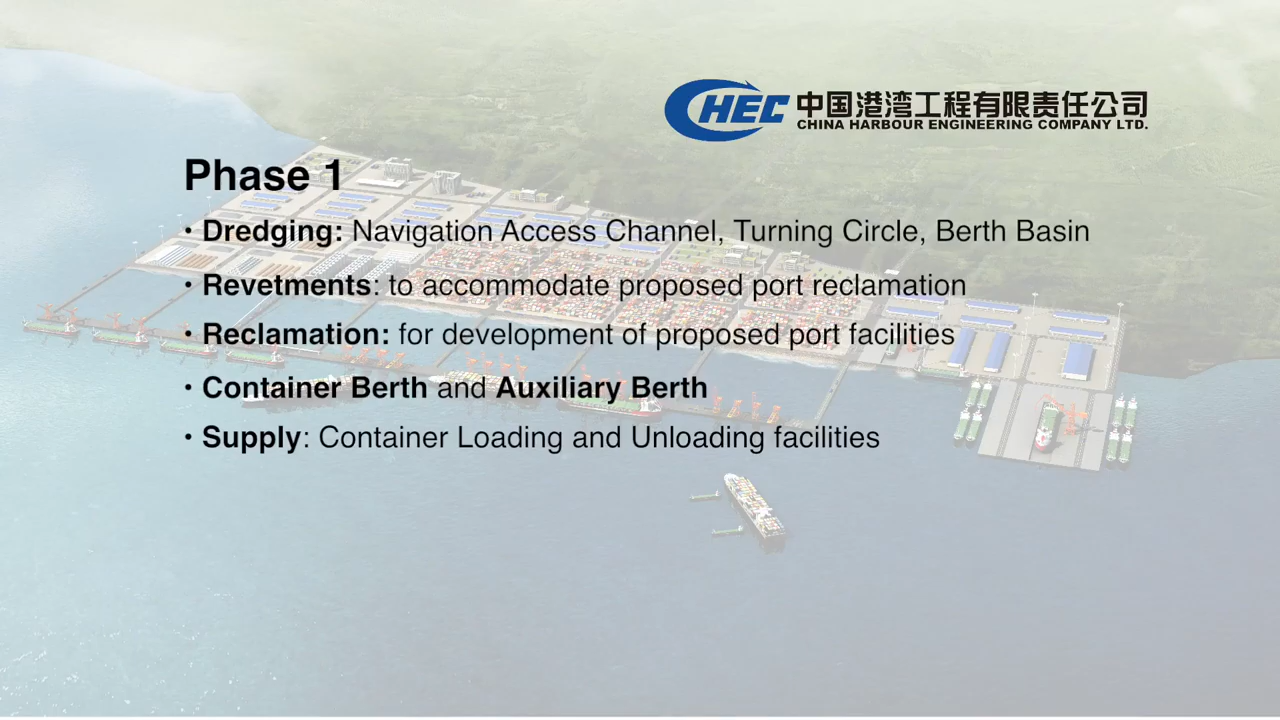 CHEC 中国港湾工程有限责任公司
CHINA HARBOUR ENGINEERING COMPANY LTD.
Phase 1
• Dredging: Navigation Access Channel, Turning Circle, Berth Basin
• Revetments: to accommodate proposed port reclamation
• Reclamation: for development of proposed port facilities
• Container Berth and Auxiliary Berth
• Supply: Container Loading and Unloading facilities